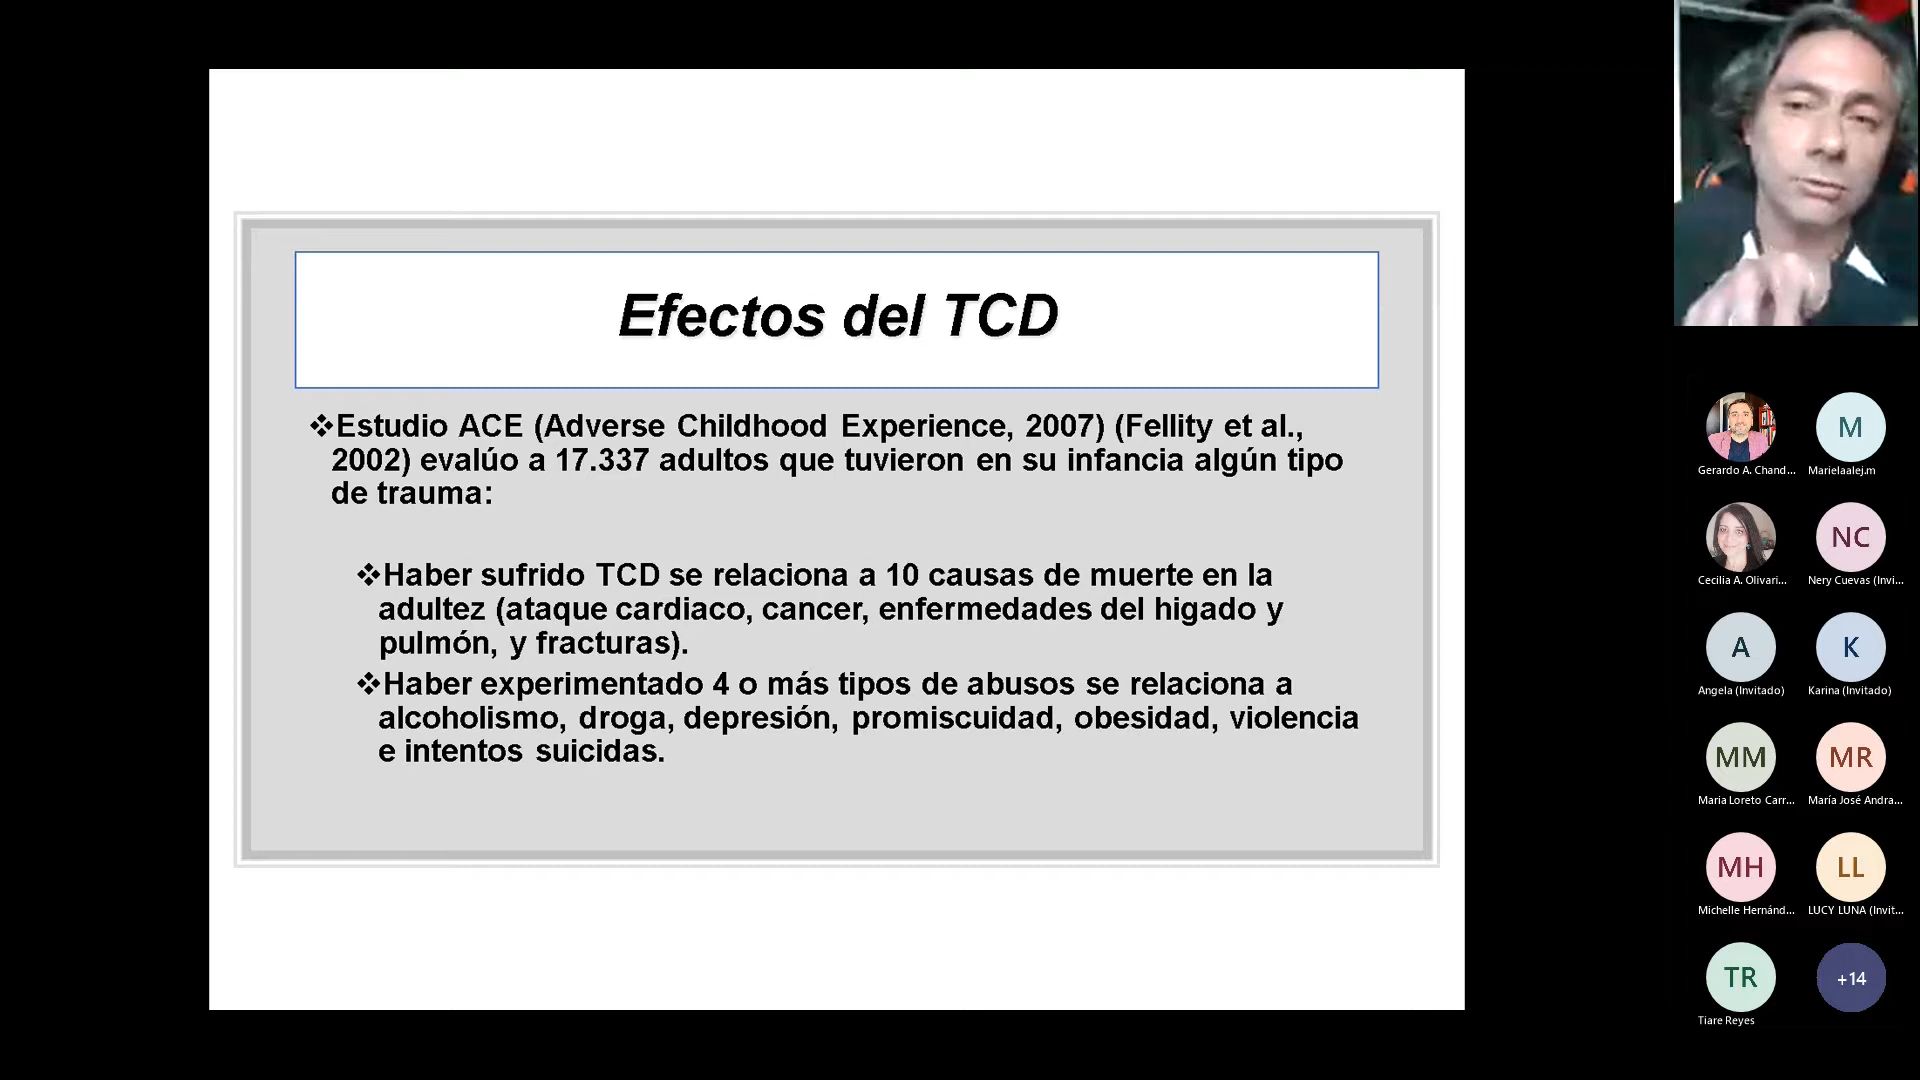 Efectos del TCD
❖Estudio ACE (Adverse Childhood Experience, 2007) (Fellity et al.,
2002) evalúo a 17.337 adultos que tuvieron en su infancia algún tipo
de trauma:
❖Haber sufrido TCD se relaciona a 10 causas de muerte en la
adultez (ataque cardiaco, cancer, enfermedades del higado y
pulmón, y fracturas).
❖Haber experimentado 4 o más tipos de abusos se relaciona a
alcoholismo, droga, depresión, promiscuidad, obesidad, violencia
e intentos suicidas.
Gerardo A. Chand...
M
Marielaalej.m
Cecilia A. Olivari...
NC
Nery Cuevas (Invi...
A
Angela (Invitado)
K
Karina (Invitado)
MM
Maria Loreto Carr...
MR
María José Andra...
MH
Michelle Hernánd...
LL
LUCY LUNA (Invit...
TR
Tiare Reyes
+14